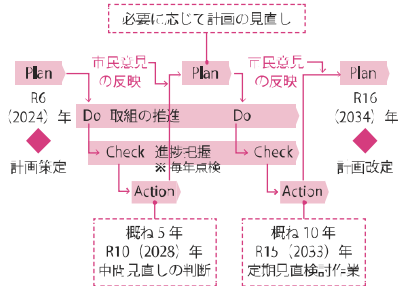 必要に応じて計画の見直し
市民意見
の反映
市民意見
の反映
Plan
Plan
Plan
R6
(2024) 年
計画策定
R16
(2034) 年
計画改定
Do 取組の推進
Do
Check 進捗把握
※ 毎年点検
Check
Action
Action
概ね 5 年
R10 (2028) 年
中間見直しの判断
概ね 10 年
R15 (2033) 年
定期見直検討作業